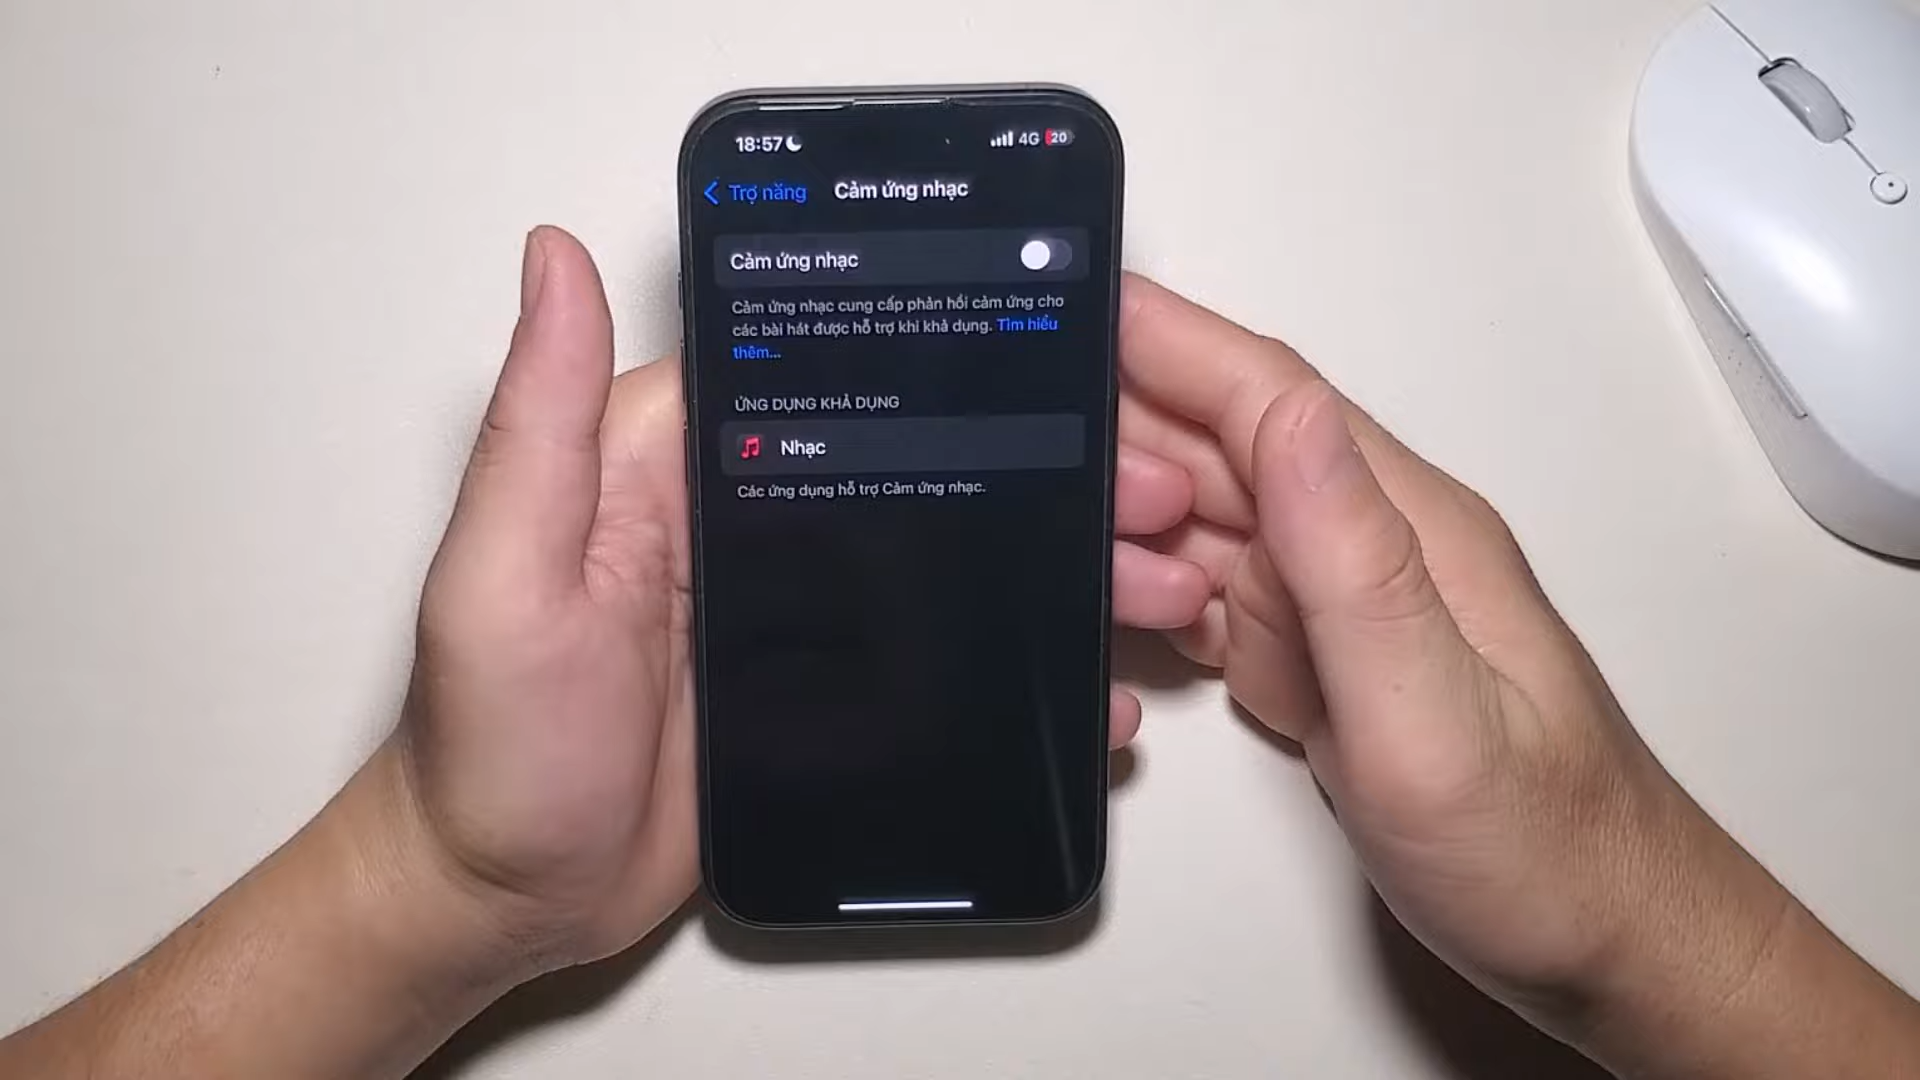 18:57
4G 20
Trợ năng Cảm ứng nhạc
Cảm ứng nhạc
Cảm ứng nhạc cung cấp phản hồi cảm ứng cho
các bài hát được hỗ trợ khi khả dụng. Tìm hiểu
thêm...
ỨNG DỤNG KHẢ DỤNG
Nhạc
Các ứng dụng hỗ trợ Cảm ứng nhạc.